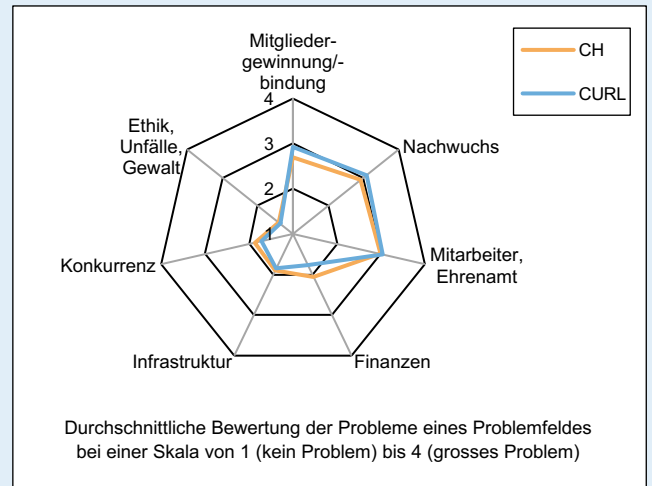 Mitglieder-
gewinnung/-
bindung
CH
CURL
4
3
2
1
Ethik,
Unfälle,
Gewalt
Nachwuchs
Konkurrenz
Mitarbeiter,
Ehrenamt
Infrastruktur
Finanzen
Durchschnittliche Bewertung der Probleme eines Problemfeldes
bei einer Skala von 1 (kein Problem) bis 4 (grosses Problem)